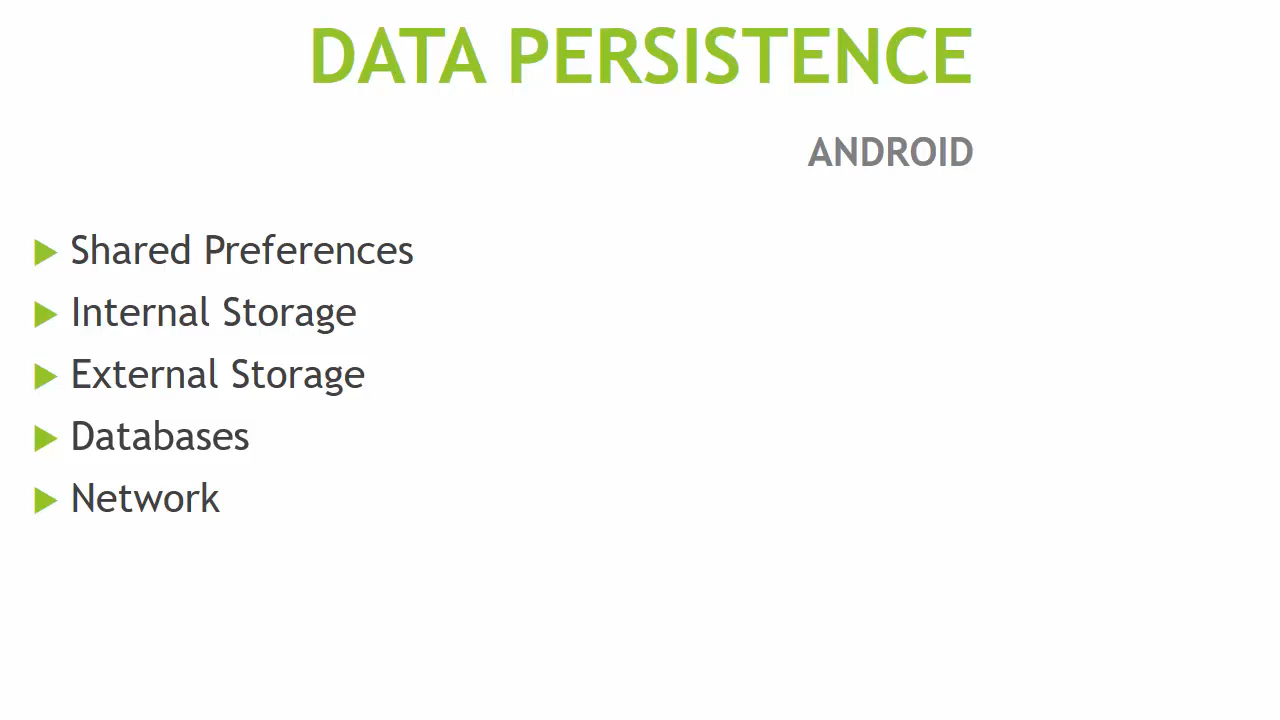 DATA PERSISTENCE
ANDROID
Shared Preferences
Internal Storage
External Storage
Databases
Network